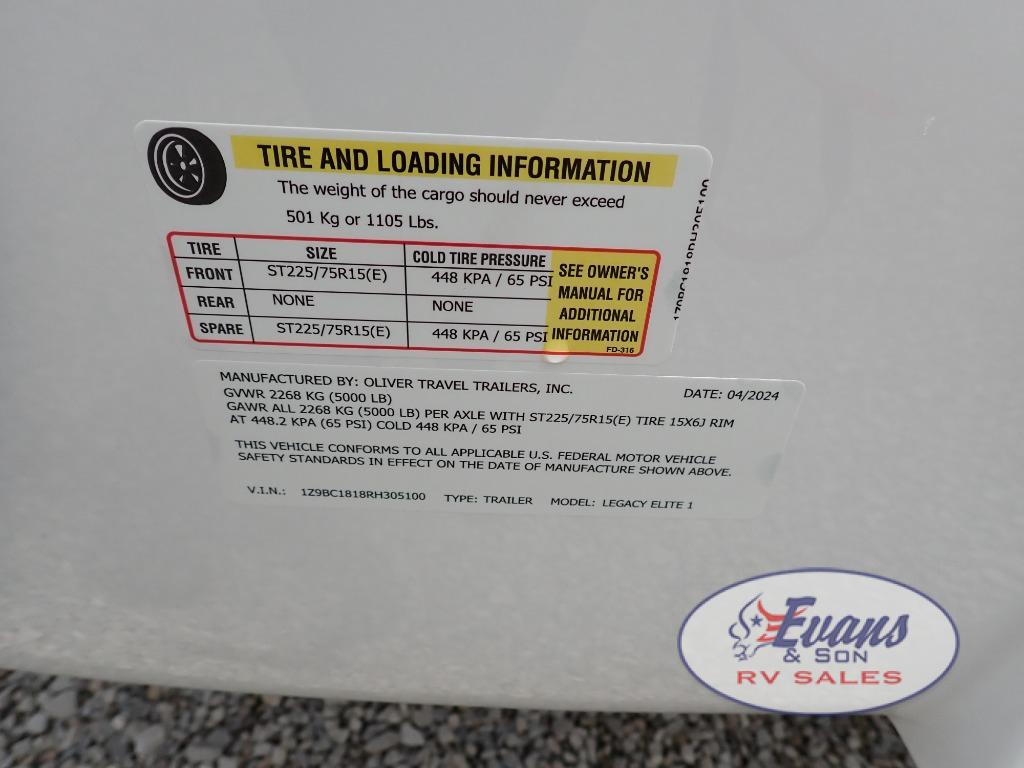 TIRE AND LOADING INFORMATION
The weight of the cargo should never exceed
501 Kg or 1105 Lbs.
TIRE SIZE COLD TIRE PRESSURE
FRONT ST225/75R15(E) 448 KPA / 65 PSI
REAR NONE NONE
SPARE ST225/75R15(E) 448 KPA / 65 PSI
SEE OWNER'S
MANUAL FOR
ADDITIONAL
INFORMATION
FD-316
1Z9BC1818RH305100
MANUFACTURED BY: OLIVER TRAVEL TRAILERS, INC. DATE: 04/2024
GVWR 2268 KG (5000 LB)
GAWR ALL 2268 KG (5000 LB) PER AXLE WITH ST225/75R15(E) TIRE 15X6J RIM
AT 448.2 KPA (65 PSI) COLD 448 KPA / 65 PSI
THIS VEHICLE CONFORMS TO ALL APPLICABLE U.S. FEDERAL MOTOR VEHICLE
SAFETY STANDARDS IN EFFECT ON THE DATE OF MANUFACTURE SHOWN ABOVE.
V.I.N.: 1Z9BC1818RH305100 TYPE: TRAILER MODEL: LEGACY ELITE 1
Evans
& SON
RV SALES